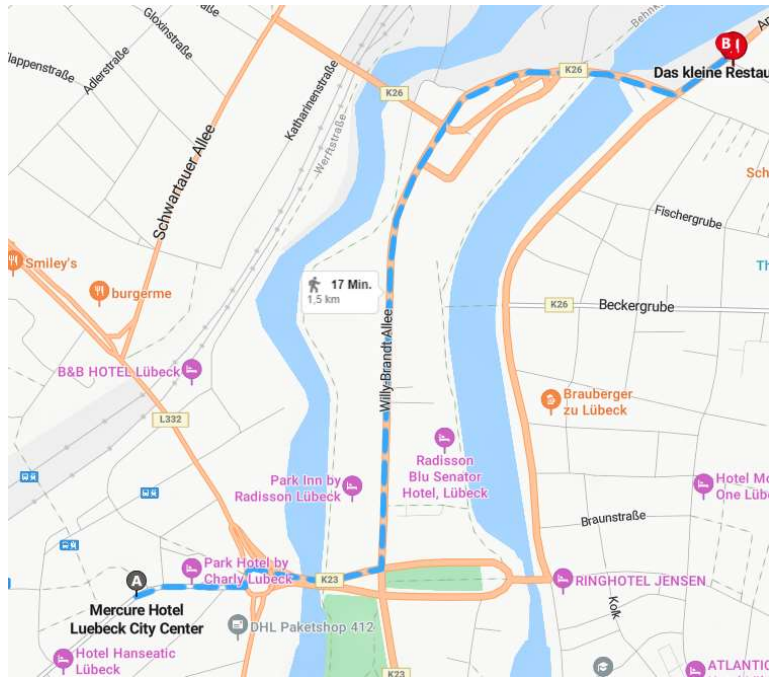 Gloxinstraße
Adlerstraße
Katharinenstraße
Werftstraße
K26
K26
B
Das kleine Restau
Schwartauer Allee
Fischergrube
Smiley's
burgerme
17 Min.
1,5 km
K26
Beckergrube
B&B HOTEL Lübeck
Willy-Brandt-Allee
Brauberger
zu Lübeck
L332
Radisson
Blu Senator
Hotel, Lübeck
Park Inn by
Radisson Lübeck
Hotel Mo
One Lübe
Braunstraße
A
Park Hotel by
Charly Lubeck
K23
RINGHOTEL JENSEN
Mercure Hotel
Luebeck City Center
DHL Paketshop 412
Kolk
Hotel Hanseatic
Lübeck
K23
ATLANTIC